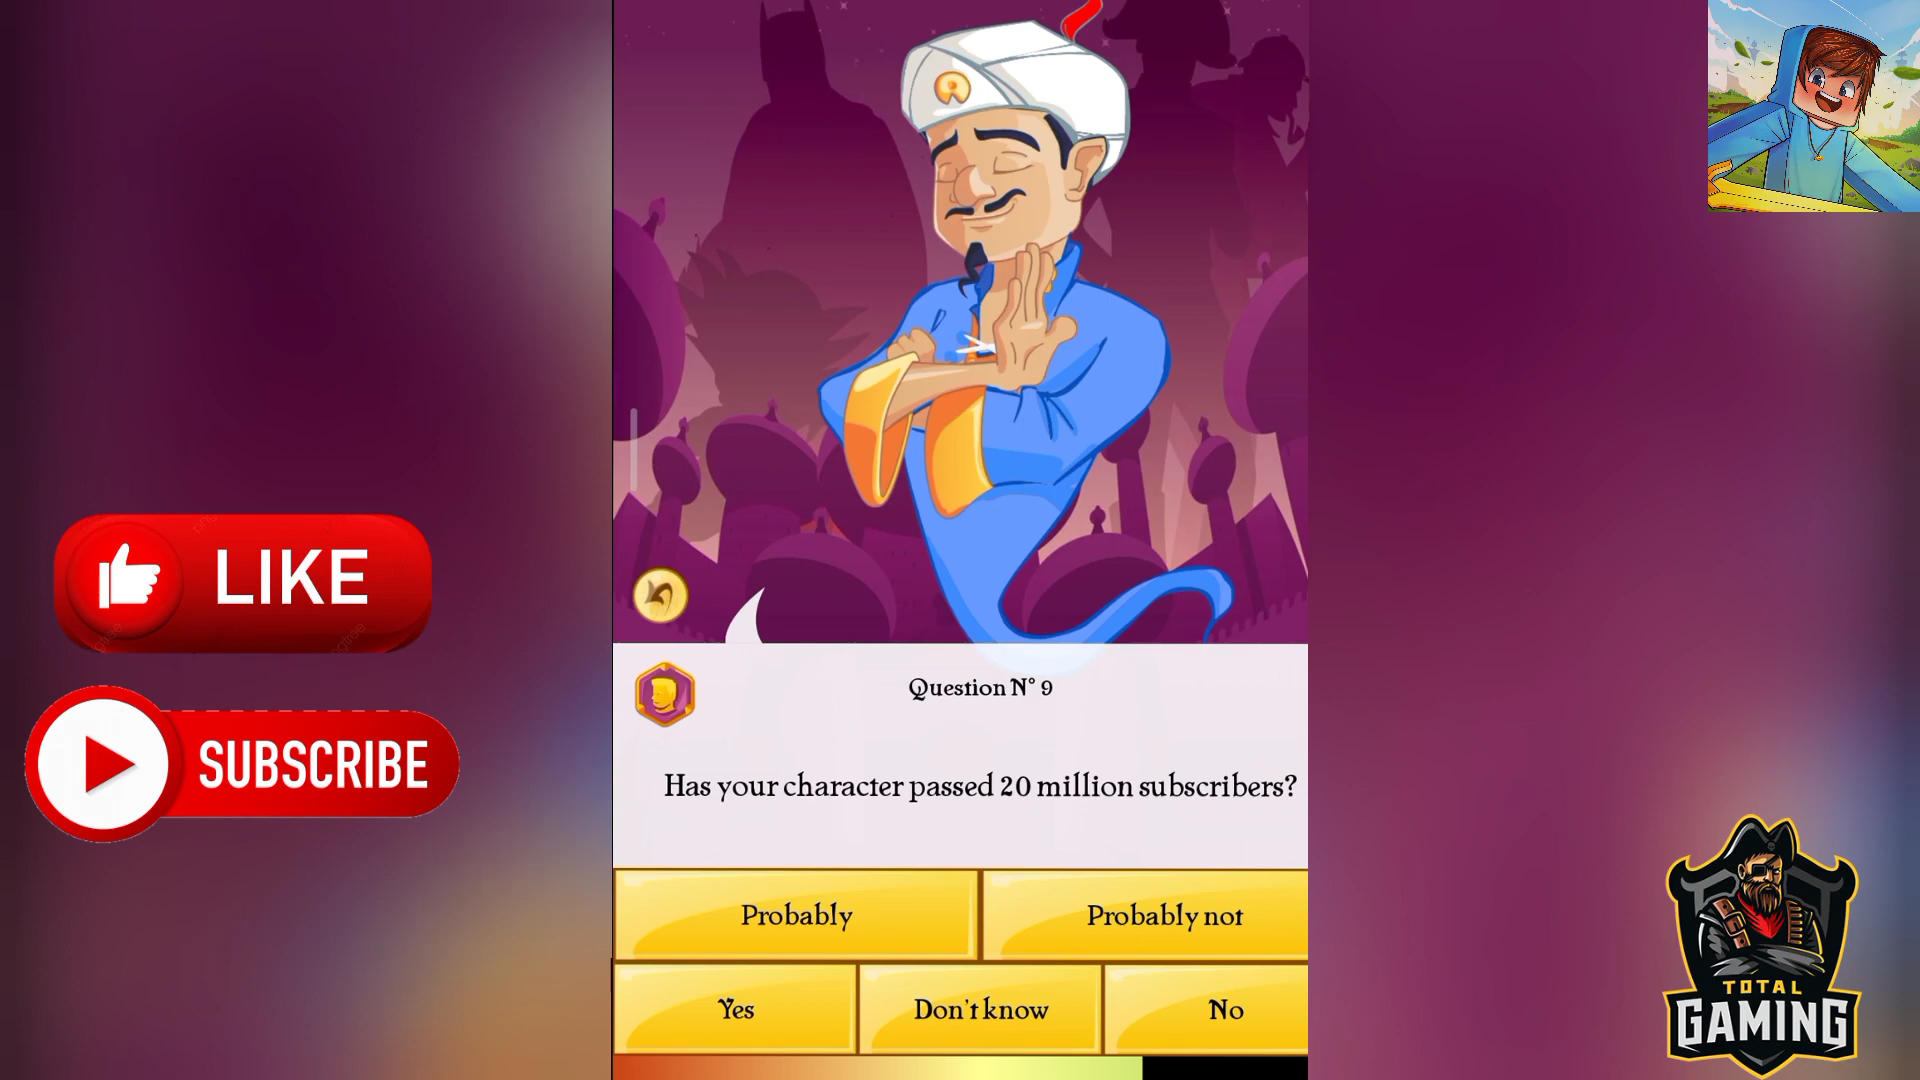 LIKE
SUBSCRIBE
Question N° 9
Has your character passed 20 million subscribers?
Probably
Probably not
Yes
Don't know
No
TOTAL
GAMING